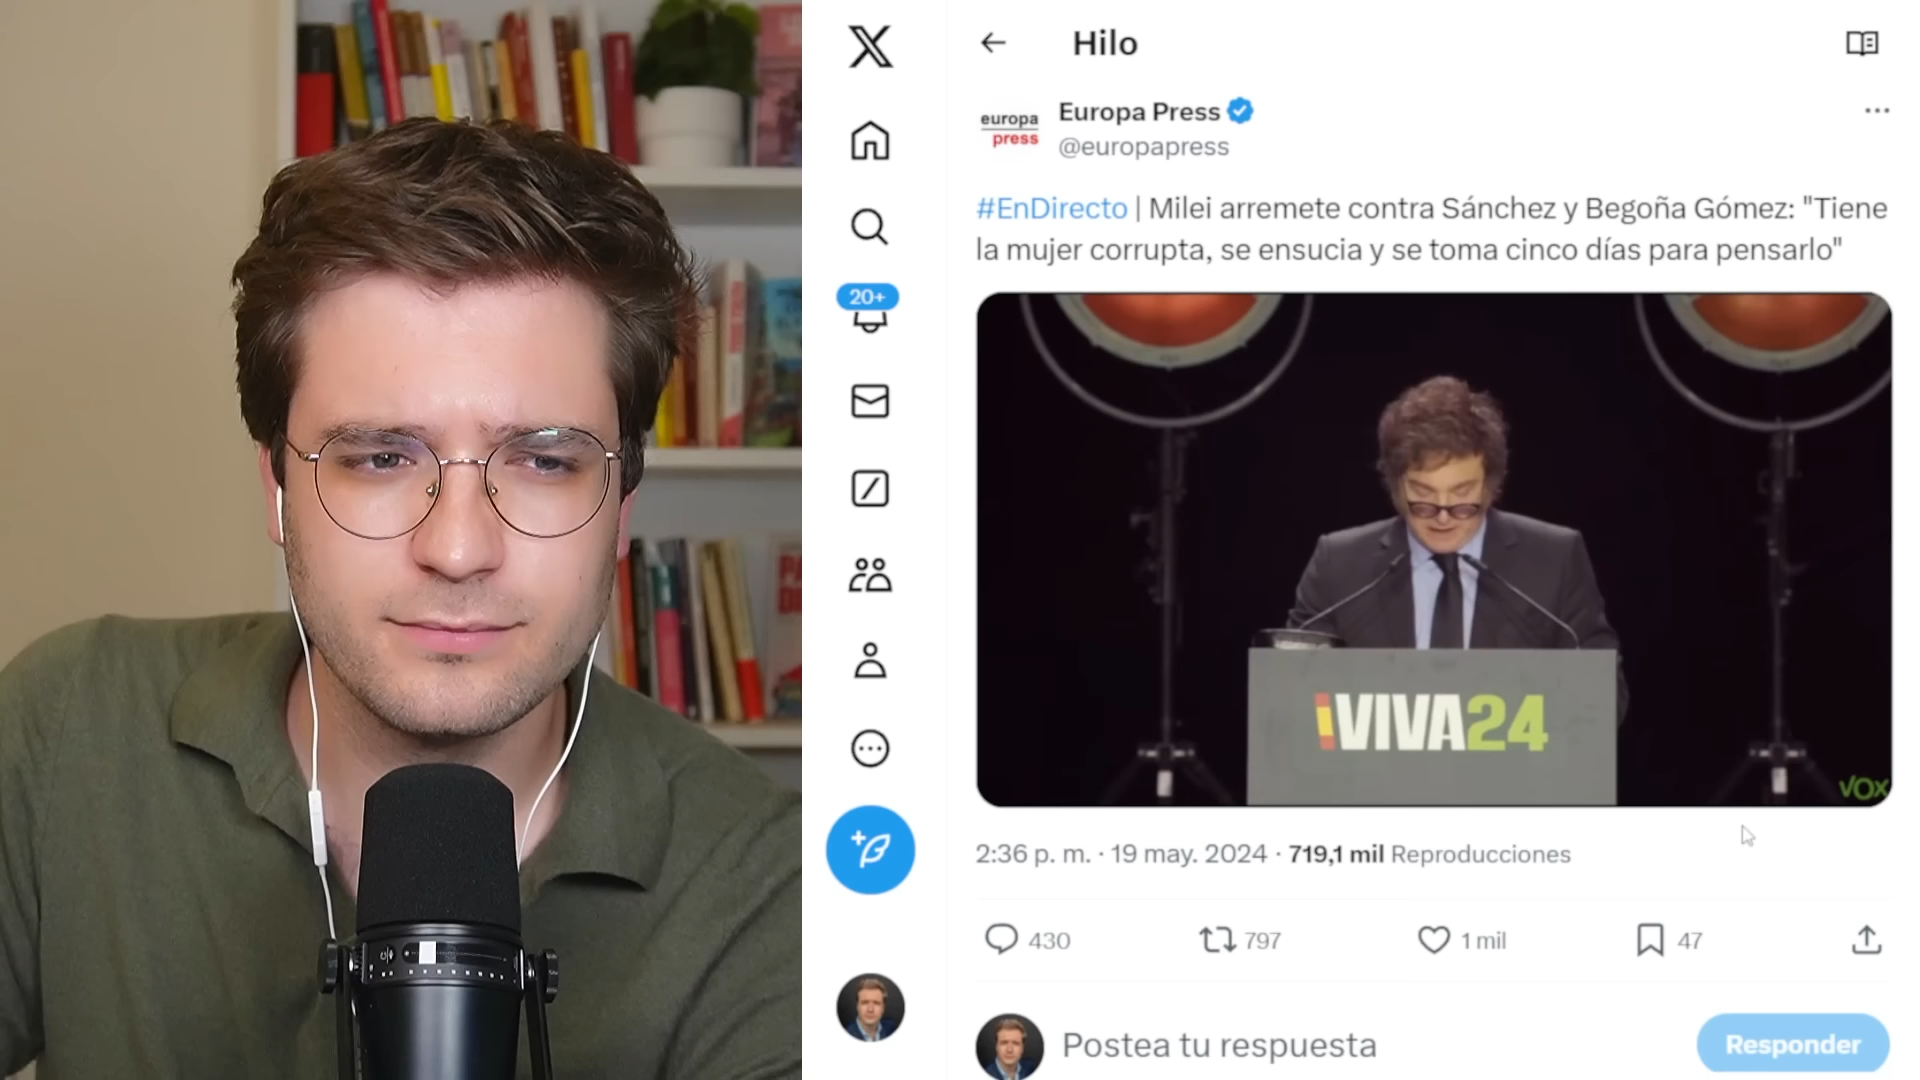 Hilo
Europa Press
@europapress
europa
press
#EnDirecto | Milei arremete contra Sánchez y Begoña Gómez: "Tiene
la mujer corrupta, se ensucia y se toma cinco días para pensarlo"
20+
¡VIVA24
VOX
2:36 p. m. · 19 may. 2024 · 719,1 mil Reproducciones
430 797 1 mil 47
Postea tu respuesta
Responder